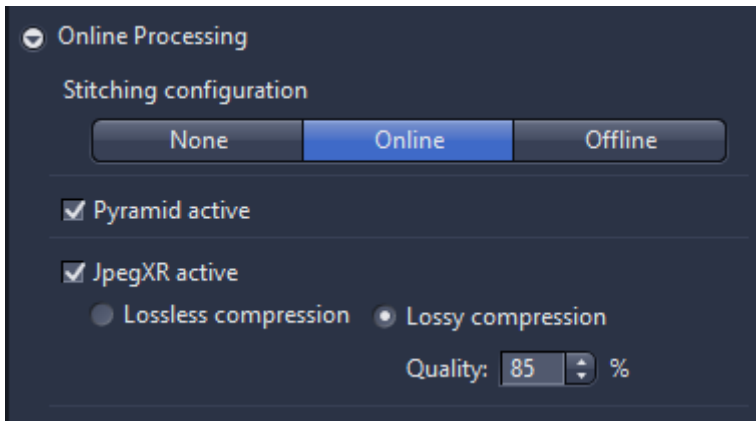 Online Processing
Stitching configuration
None Online Offline
Pyramid active
JpegXR active
Lossless compression Lossy compression
Quality: 85 %